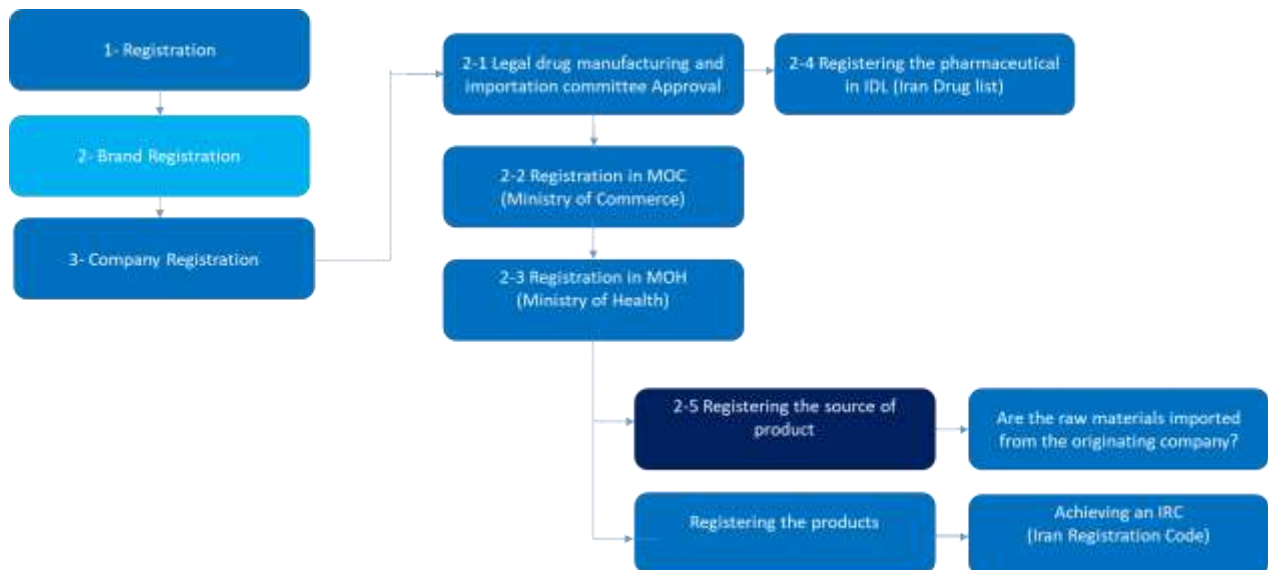 1- Registration
2- Brand Registration
3- Company Registration
2-1 Legal drug manufacturing and
importation committee Approval
2-4 Registering the pharmaceutical
in IDL (Iran Drug list)
2-2 Registration in MOC
(Ministry of Commerce)
2-3 Registration in MOH
(Ministry of Health)
2-5 Registering the source of
product
Are the raw materials imported
from the originating company?
Registering the products
Achieving an IRC
(Iran Registration Code)